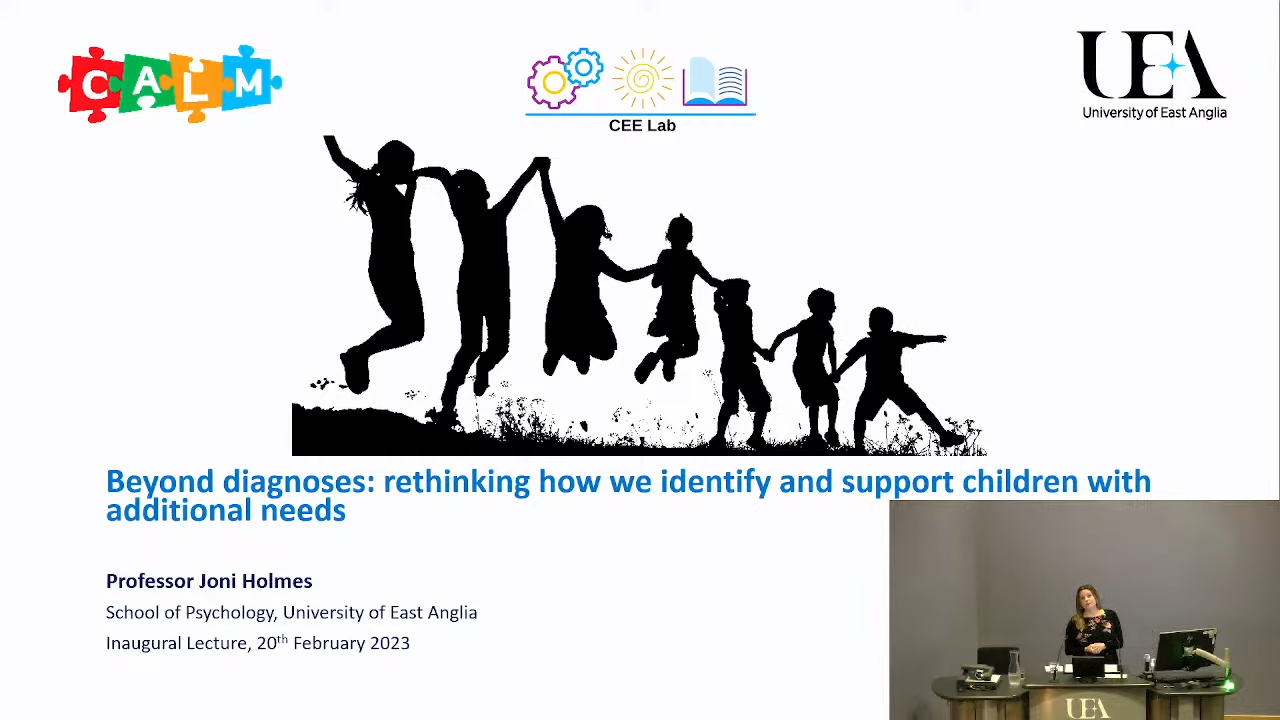 CALM
CEE Lab
UEA
University of East Anglia
Beyond diagnoses: rethinking how we identify and support children with
additional needs
Professor Joni Holmes
School of Psychology, University of East Anglia
Inaugural Lecture, 20th February 2023
UEA